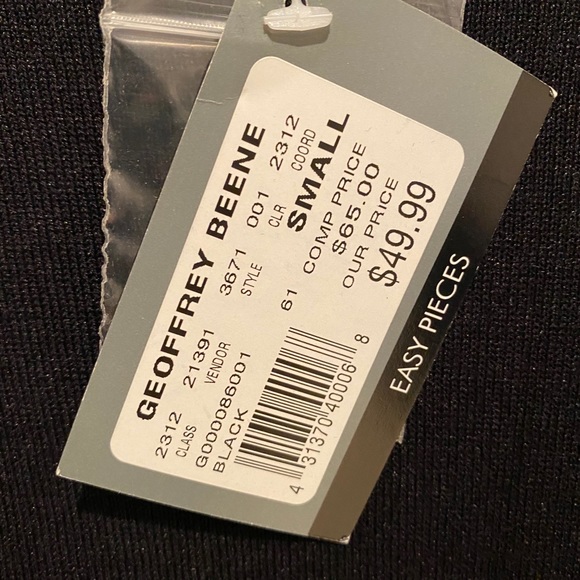 GEOFFREY BEENE
2312 21391 3671 001 2312
CLASS VENDOR STYLE CLR COORD
G000086001 SMALL
BLACK 61 COMP PRICE
$65.00
OUR PRICE
$49.99
4 31370 40006 8
EASY PIECES